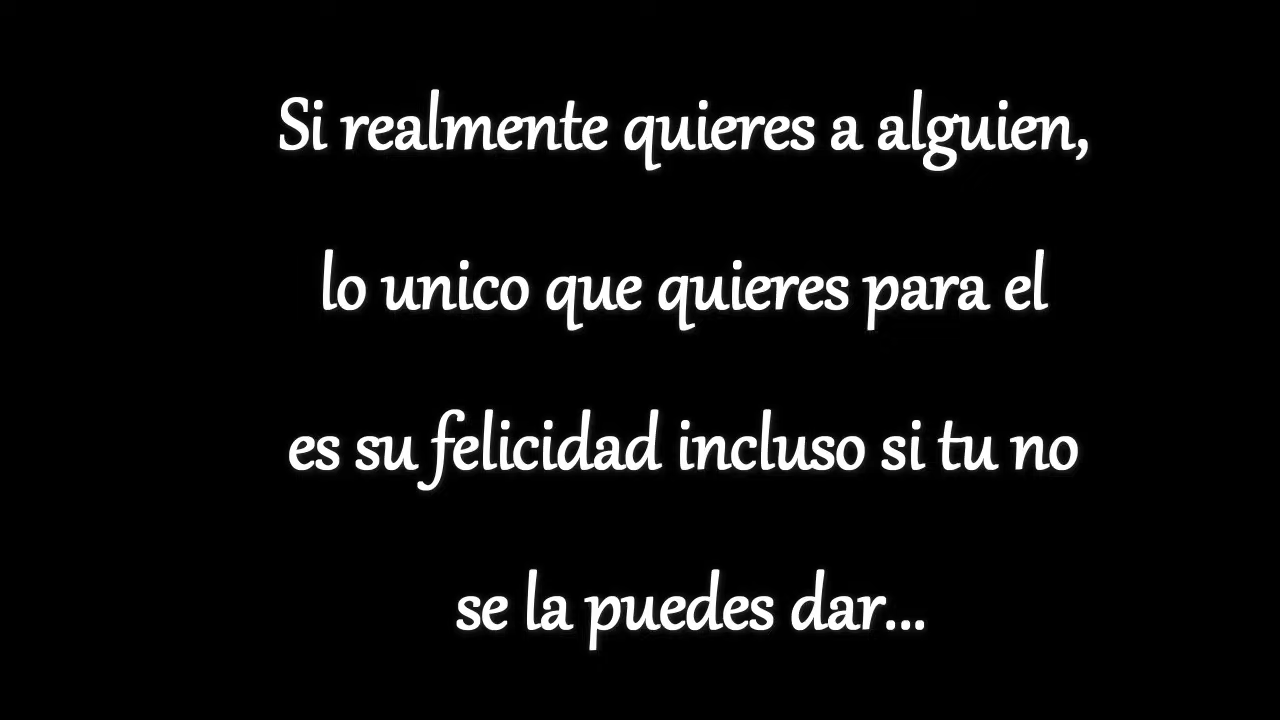 Si realmente quieres a alguien,
lo unico que quieres para el
es su felicidad incluso si tu no
se la puedes dar...